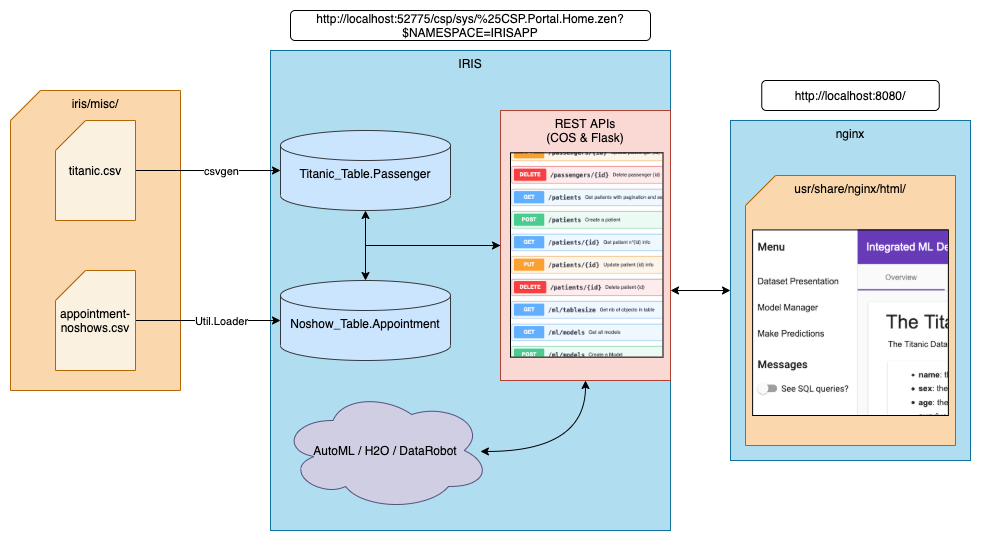 http://localhost:52775/csp/sys/%25CSP.Portal.Home.zen?
$NAMESPACE=IRISAPP
IRIS
iris/misc/
titanic.csv
csvgen
Titanic_Table.Passenger
appointment-
noshows.csv
Util.Loader
Noshow_Table.Appointment
AutoML / H2O / DataRobot
REST APIs
(COS & Flask)
/passengers/{id}
DELETE /passengers/{id} Delete passenger {id}
GET /patients Get patients with pagination and
POST /patients Create a patient
GET /patients/{id} Get patient n°{id} info
PUT /patients/{id} Update patient {id} info
DELETE /patients/{id} Delete patient {id}
GET /ml/tablesize Get nb of objects in table
GET /ml/models Get all models
POST /ml/models Create a Model
http://localhost:8080/
nginx
usr/share/nginx/html/
Menu
Dataset Presentation
Model Manager
Make Predictions
Messages
See SQL queries?
Integrated ML De
Overview
The Tita
The Titanic Data
name: th
sex: the
age: the